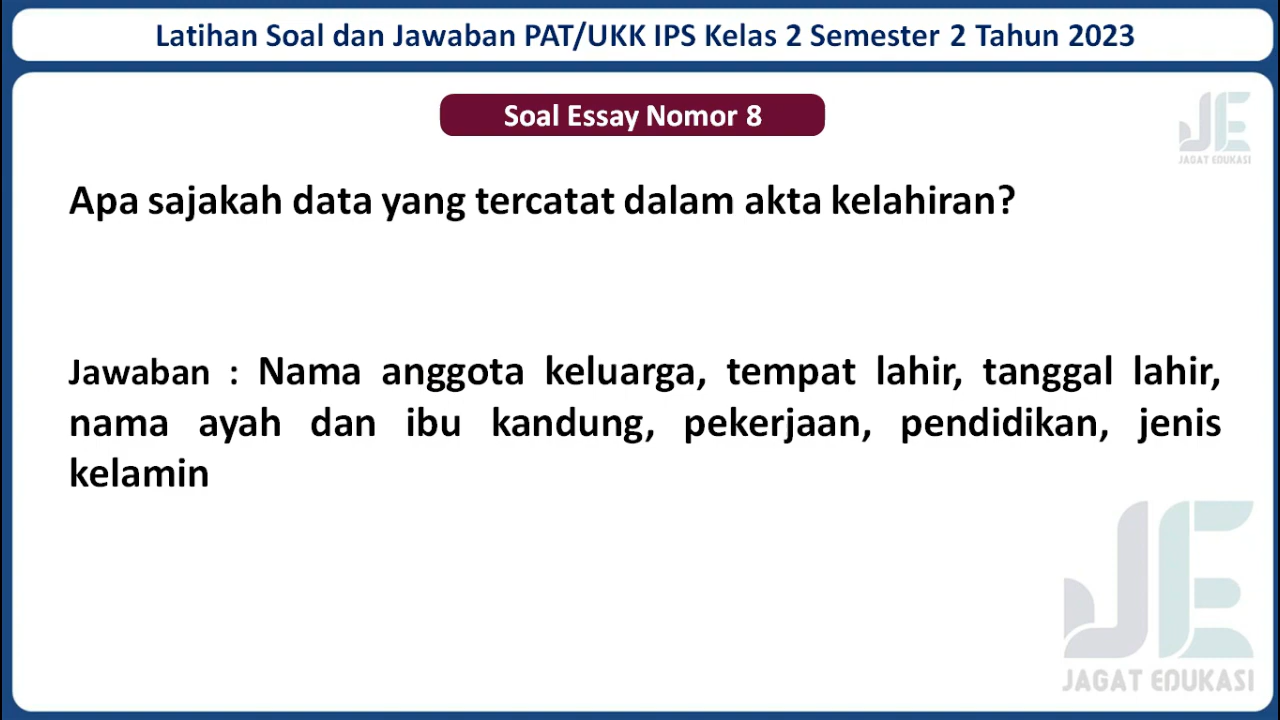 Latihan Soal dan Jawaban PAT/UKK IPS Kelas 2 Semester 2 Tahun 2023
Soal Essay Nomor 8
JE
JAGAT EDUKASI
Apa sajakah data yang tercatat dalam akta kelahiran?
Jawaban : Nama anggota keluarga, tempat lahir, tanggal lahir,
nama ayah dan ibu kandung, pekerjaan, pendidikan, jenis
kelamin
JE
JAGAT EDUKASI